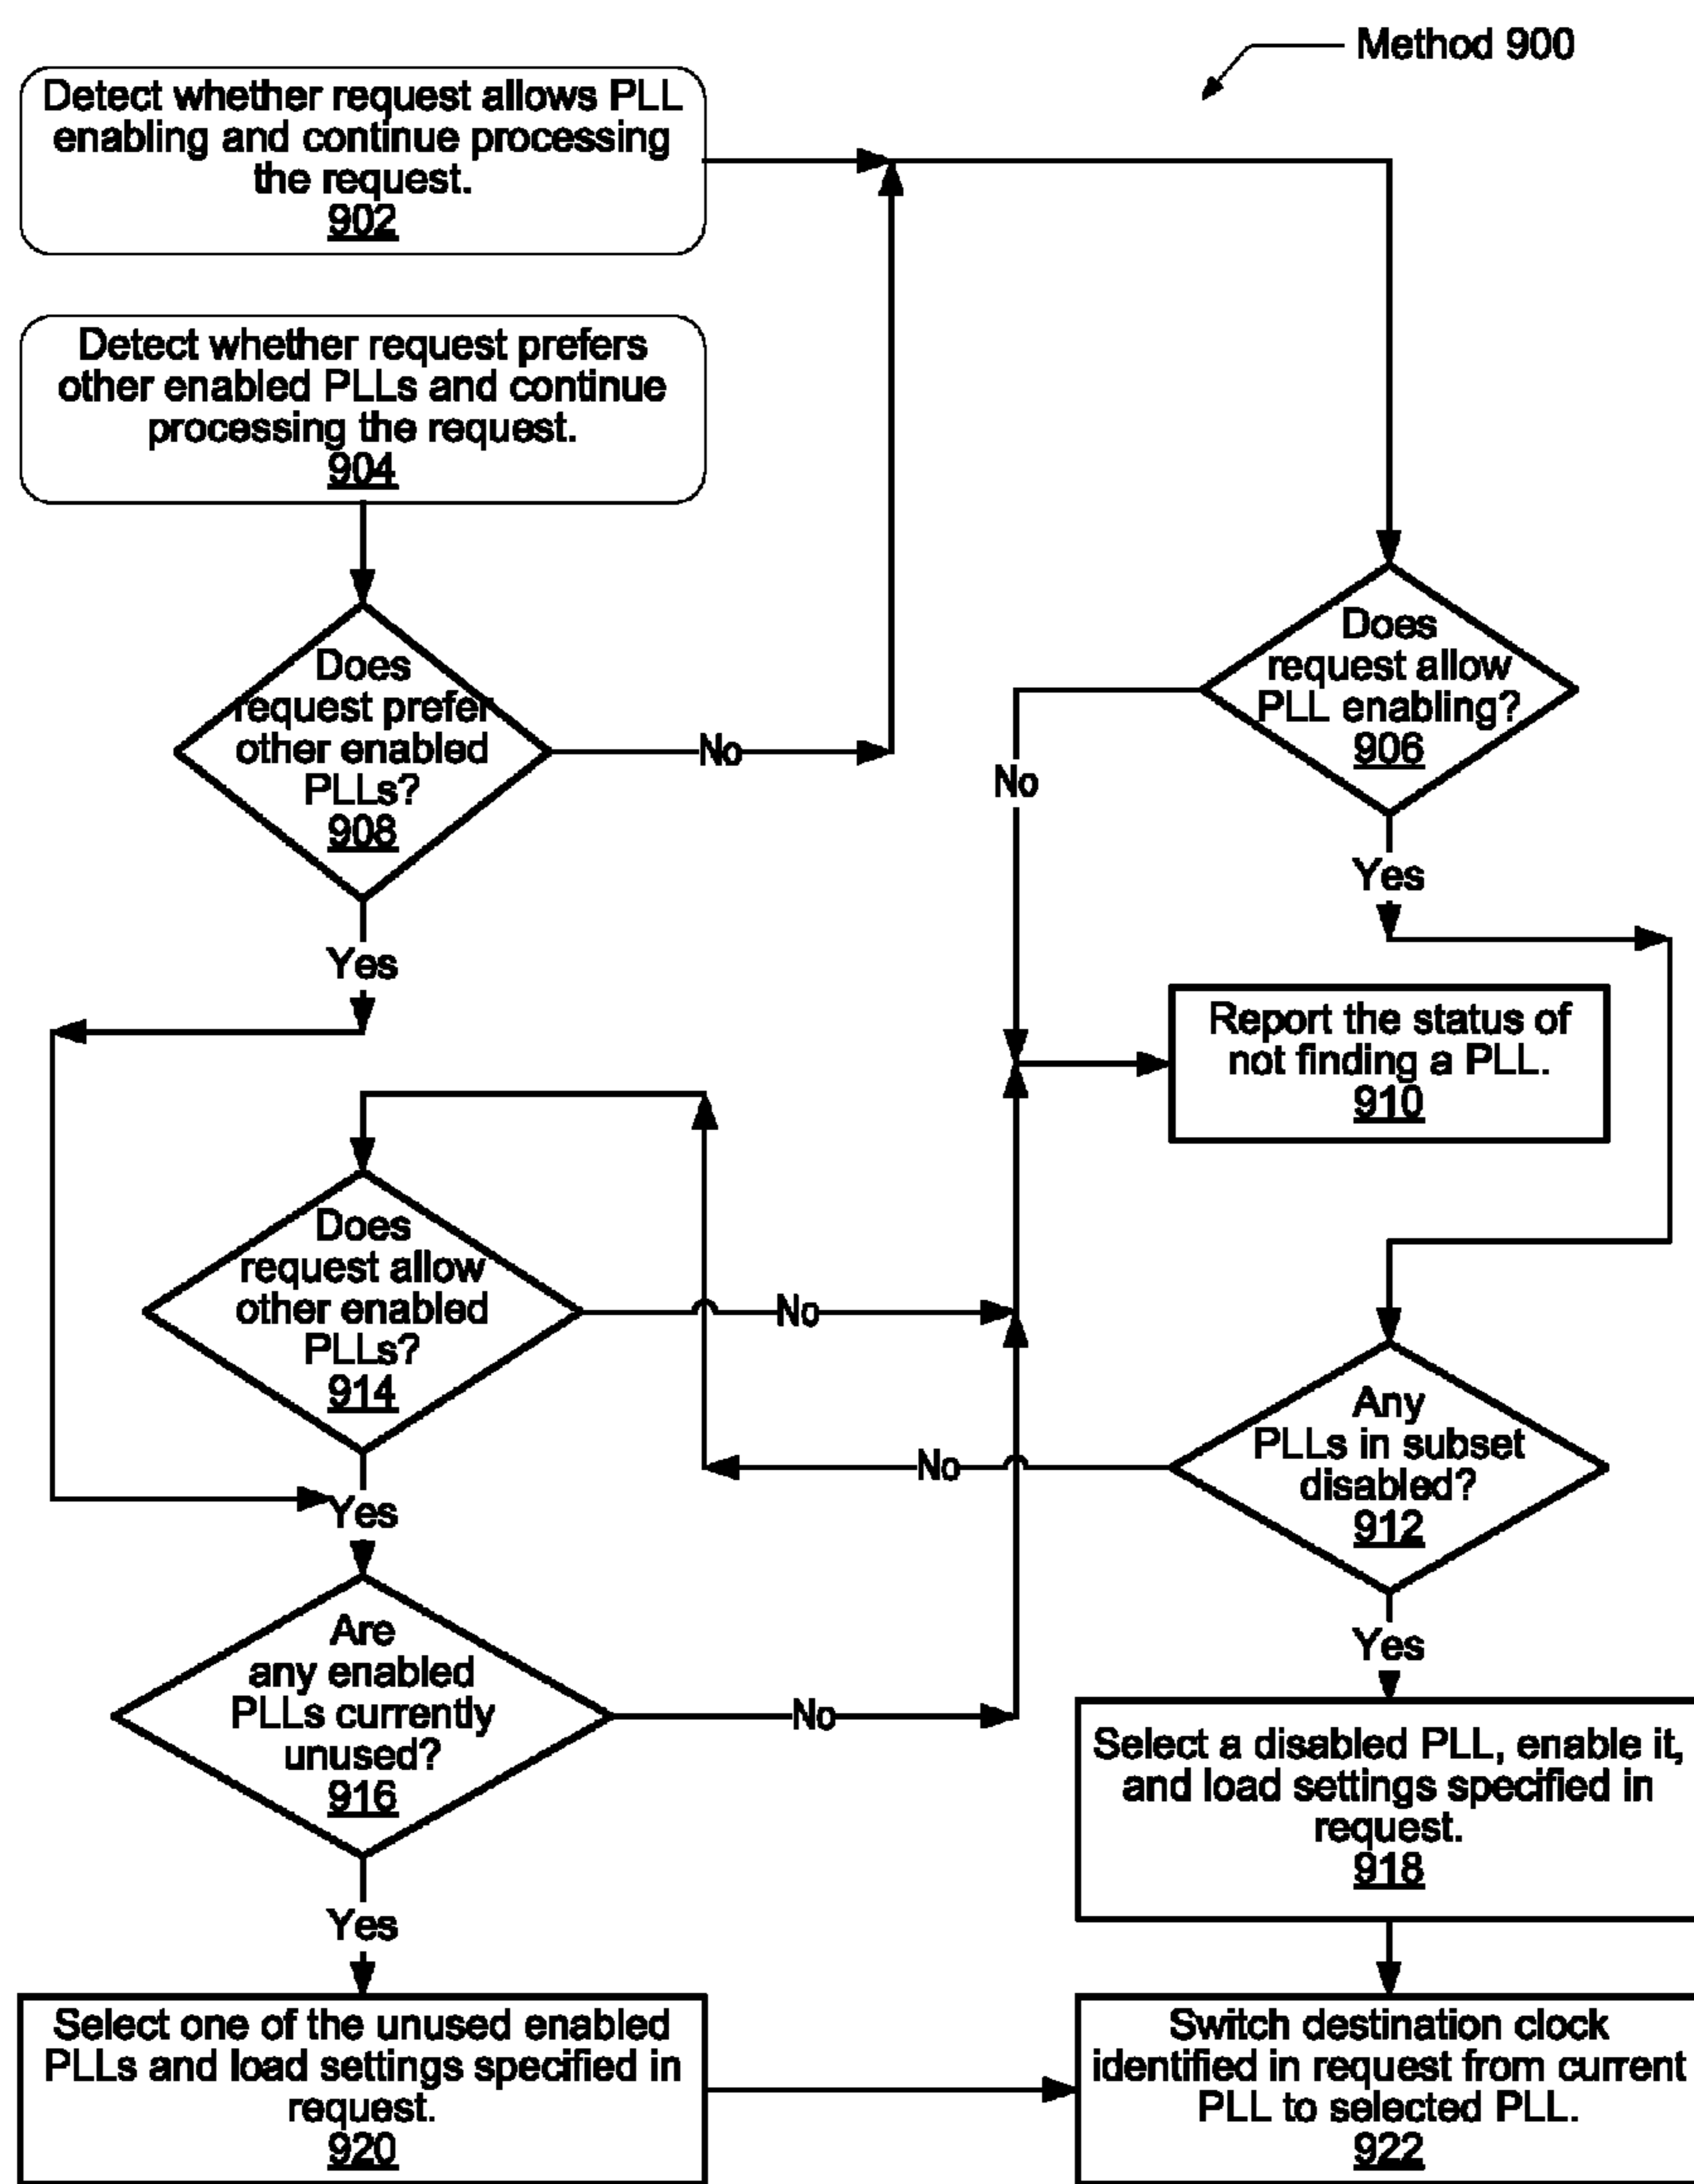 Method 900
Detect whether request allows PLL
enabling and continue processing
the request.
902
Detect whether request prefers
other enabled PLLs and continue
processing the request.
904
Does
request prefer
other enabled
PLLs?
908
No
Yes
Does
request allow
PLL enabling?
906
No
Yes
Report the status of
not finding a PLL.
910
Does
request allow
other enabled
PLLs?
914
No
Yes
Any
PLLs in subset
disabled?
912
No
Yes
Are
any enabled
PLLs currently
unused?
916
No
Yes
Select a disabled PLL, enable it,
and load settings specified in
request.
918
Select one of the unused enabled
PLLs and load settings specified in
request.
920
Switch destination clock
identified in request from current
PLL to selected PLL.
922